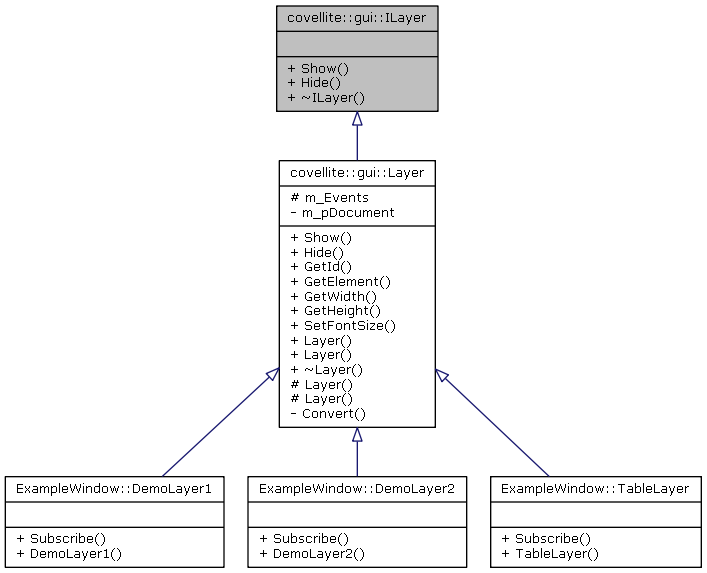 covellite::gui::ILayer
+ Show()
+ Hide()
+ ~ILayer()
covellite::gui::Layer
# m_Events
- m_pDocument
+ Show()
+ Hide()
+ GetId()
+ GetElement()
+ GetWidth()
+ GetHeight()
+ SetFontSize()
+ Layer()
+ Layer()
+ ~Layer()
# Layer()
# Layer()
- Convert()
ExampleWindow::DemoLayer1
+ Subscribe()
+ DemoLayer1()
ExampleWindow::DemoLayer2
+ Subscribe()
+ DemoLayer2()
ExampleWindow::TableLayer
+ Subscribe()
+ TableLayer()